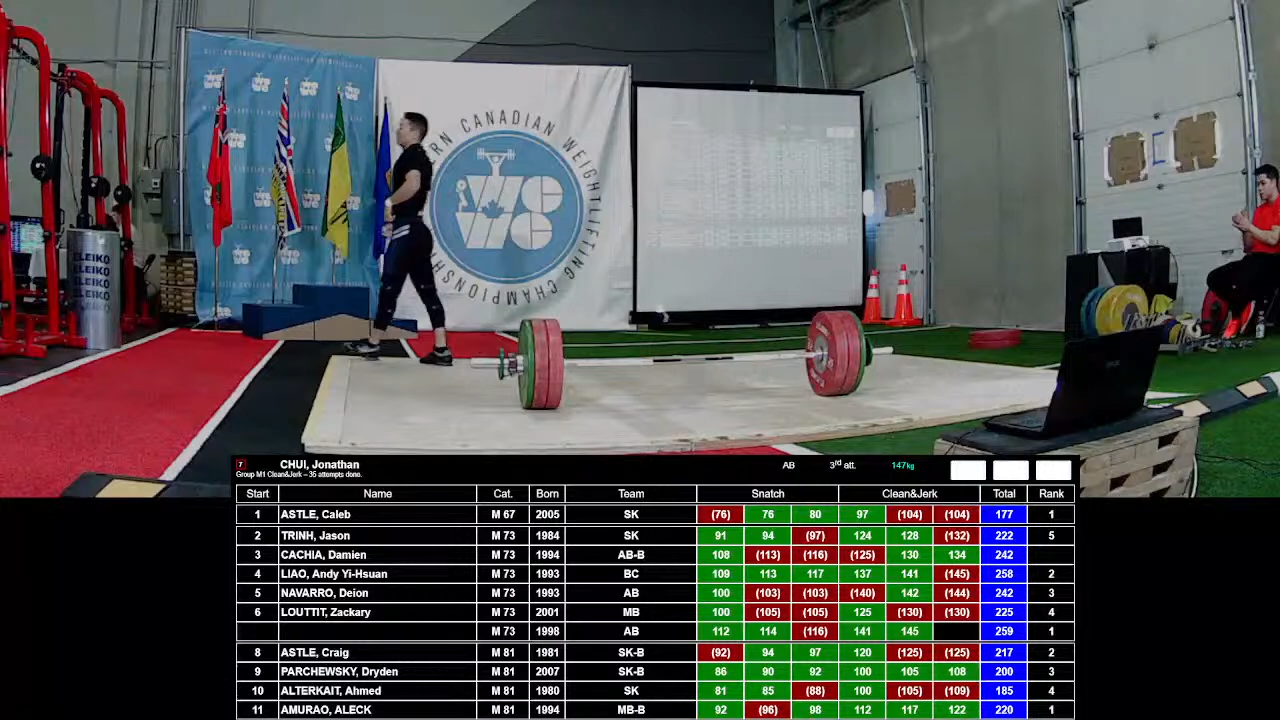 WESTERN CANADIAN WEIGHTLIFTING CHAMPIONSHIPS
ERN CANADIAN WEIGHTLIFTING CHAMPIONSHIP
WC
WC
ELEIKO
ELEIKO
ELEIKO
ELEIKO
7 CHUI, Jonathan AB 3rd att. 147kg
Group M1 Clean&Jerk – 35 attempts done.
Start Name Cat. Born Team Snatch Clean&Jerk Total Rank
1 ASTLE, Caleb M 67 2005 SK (76) 76 80 97 (104) (104) 177 1
2 TRINH, Jason M 73 1984 SK 91 94 (97) 124 128 (132) 222 5
3 CACHIA, Damien M 73 1994 AB-B 108 (113) (116) (125) 130 134 242
4 LIAO, Andy Yi-Hsuan M 73 1993 BC 109 113 117 137 141 (145) 258 2
5 NAVARRO, Deion M 73 1993 AB 100 (103) (103) (140) 142 (144) 242 3
6 LOUTTIT, Zackary M 73 2001 MB 100 (105) (105) 125 (130) (130) 225 4
M 73 1998 AB 112 114 (116) 141 145 259 1
8 ASTLE, Craig M 81 1981 SK-B (92) 94 97 120 (125) (125) 217 2
9 PARCHEWSKY, Dryden M 81 2007 SK-B 86 90 92 100 105 108 200 3
10 ALTERKAIT, Ahmed M 81 1980 SK 81 85 (88) 100 (105) (109) 185 4
11 AMURAO, ALECK M 81 1994 MB-B 92 (96) 98 112 117 122 220 1